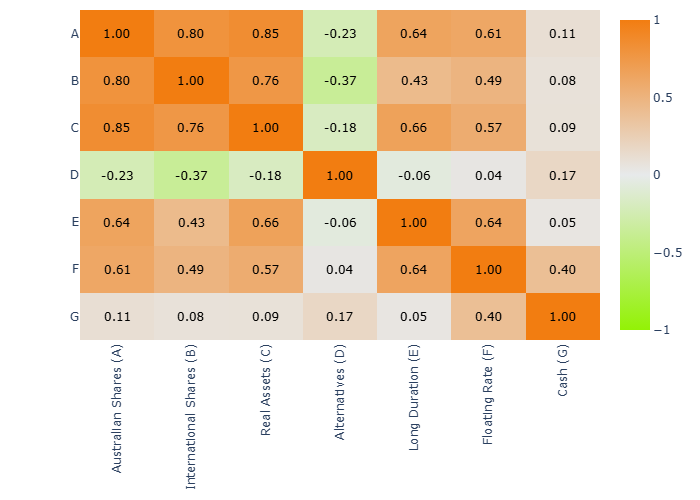 A 1.00 0.80 0.85 -0.23 0.64 0.61 0.11
B 0.80 1.00 0.76 -0.37 0.43 0.49 0.08
C 0.85 0.76 1.00 -0.18 0.66 0.57 0.09
D -0.23 -0.37 -0.18 1.00 -0.06 0.04 0.17
E 0.64 0.43 0.66 -0.06 1.00 0.64 0.05
F 0.61 0.49 0.57 0.04 0.64 1.00 0.40
G 0.11 0.08 0.09 0.17 0.05 0.40 1.00
Australian Shares (A)
International Shares (B)
Real Assets (C)
Alternatives (D)
Long Duration (E)
Floating Rate (F)
Cash (G)
1
0.5
0
−0.5
−1